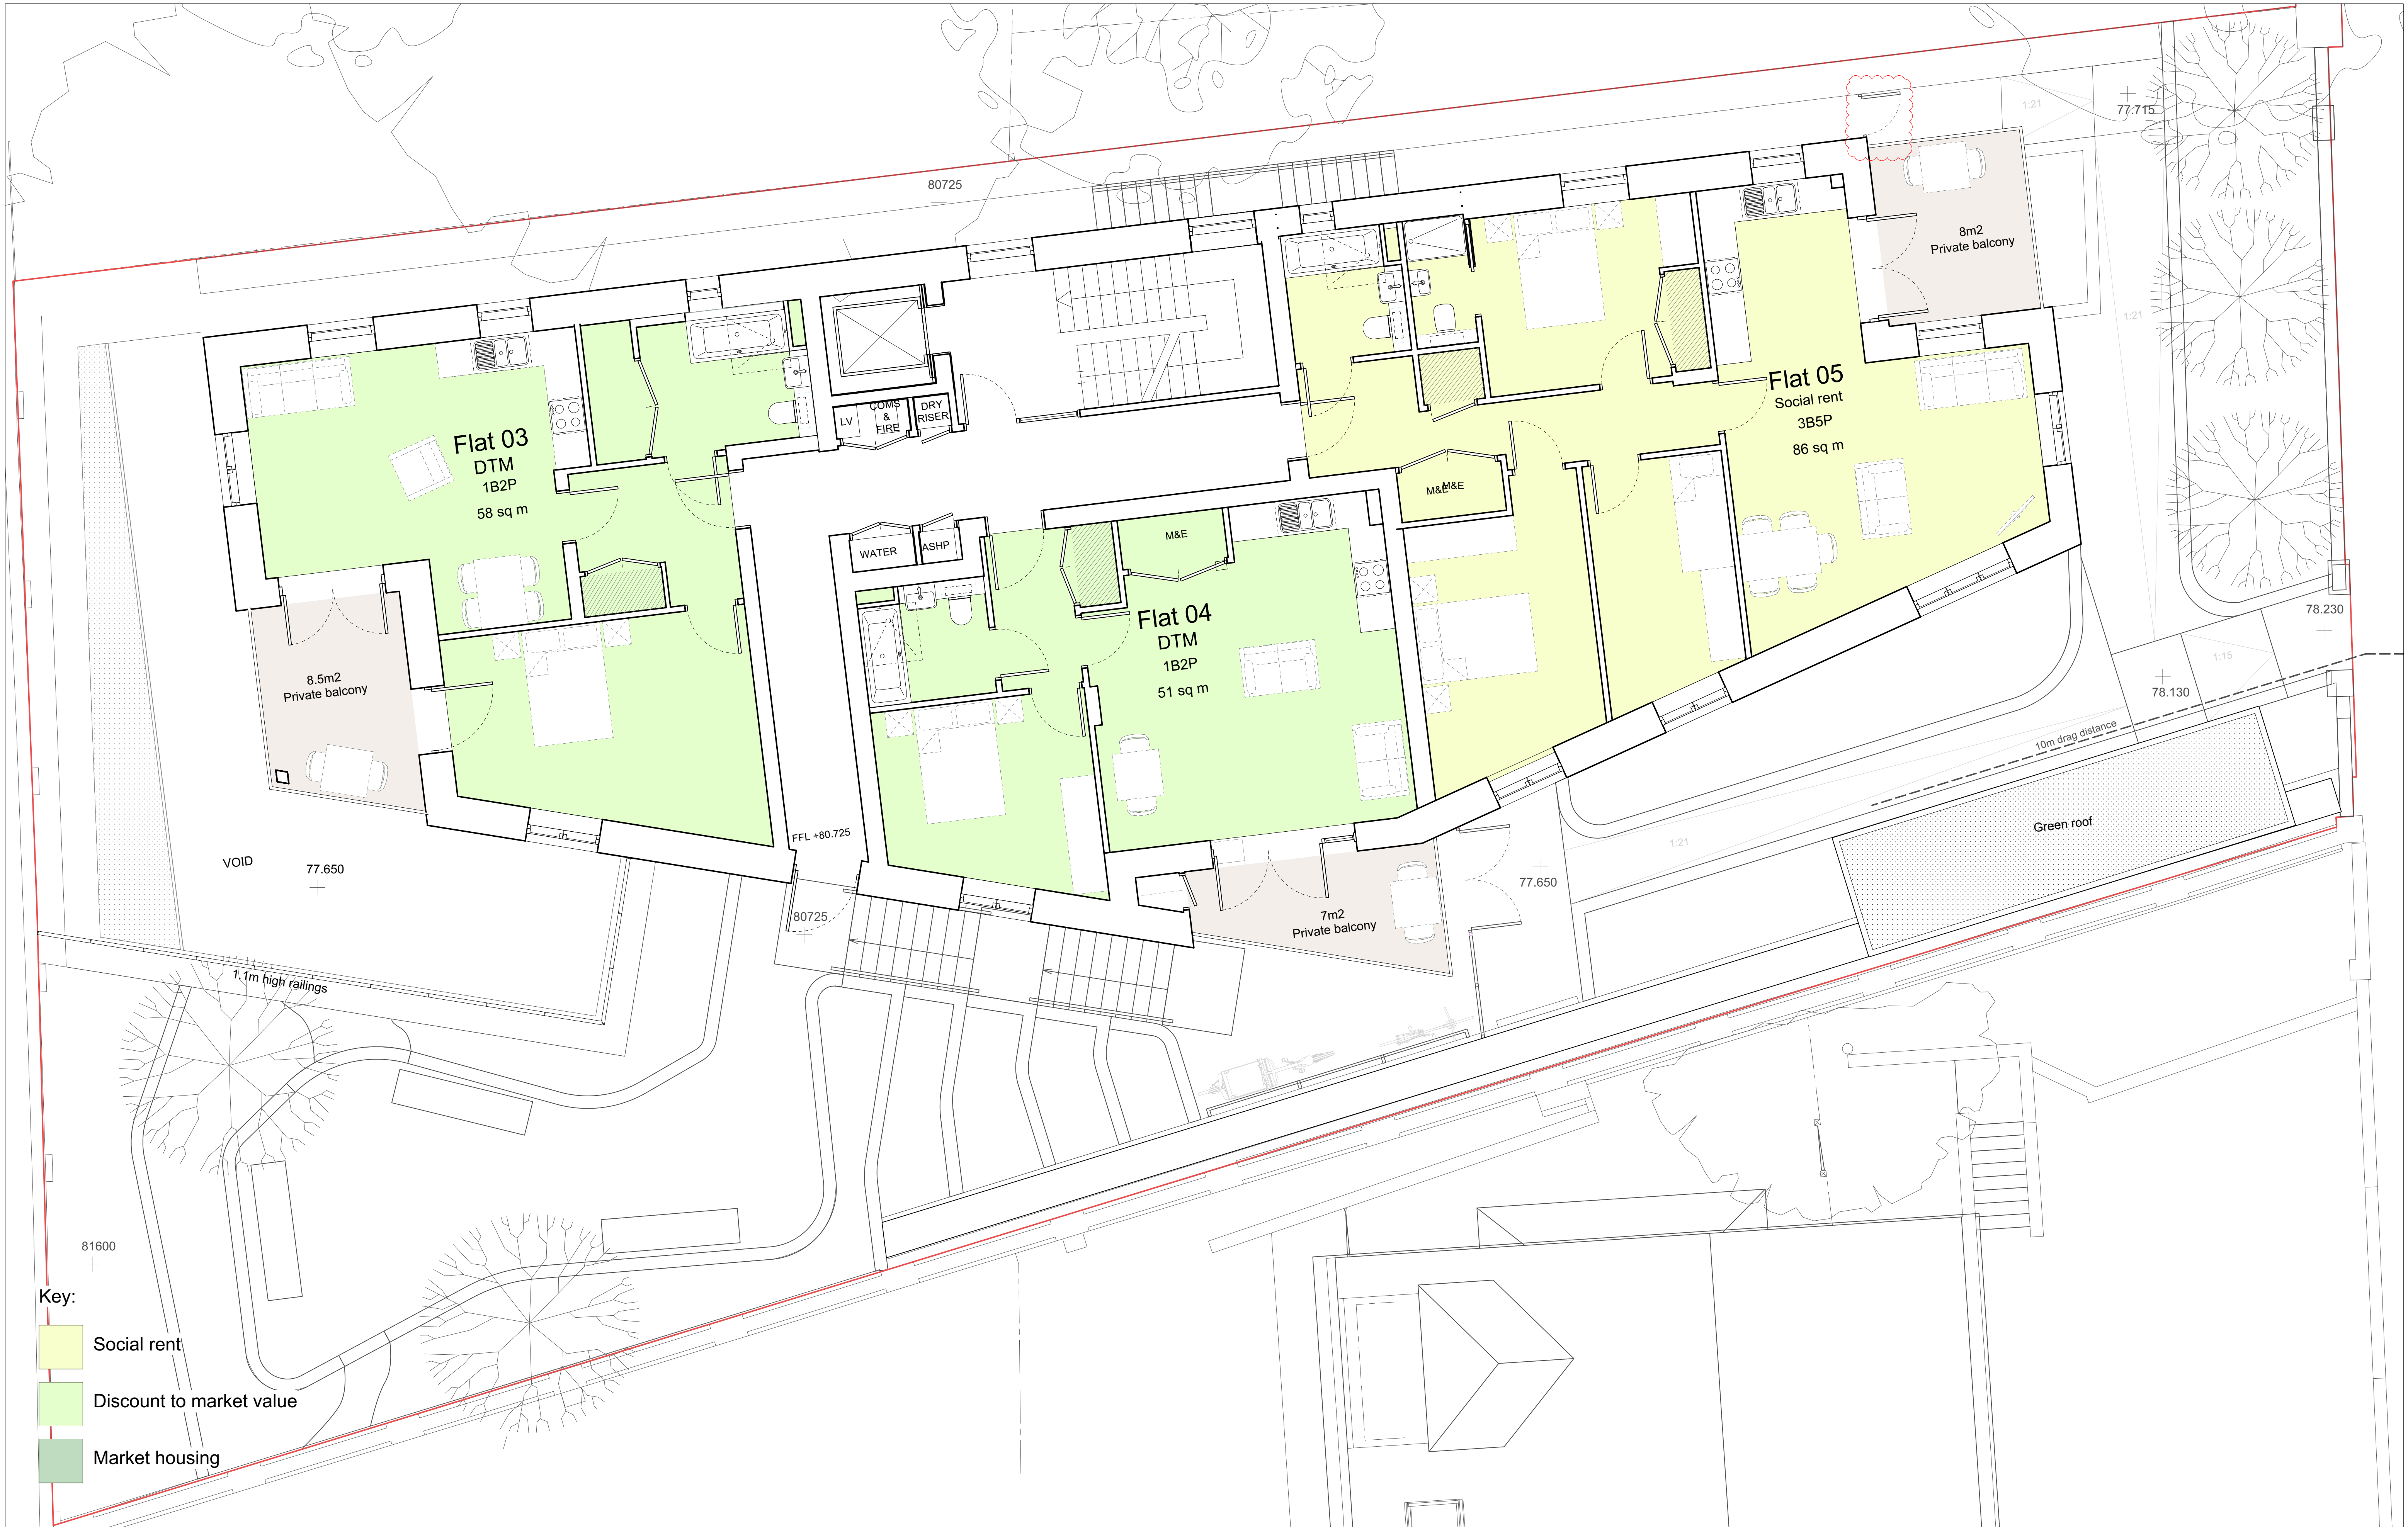 1:21
77.715
80725
8m2
Private balcony
1:21
Flat 05
Social rent
3B5P
86 sq m
LV
COMS
&
FIRE
DRY
RISER
Flat 03
DTM
1B2P
58 sq m
M&E
M&E
WATER
ASHP
M&E
Flat 04
DTM
1B2P
51 sq m
78.230
1:15
78.130
8.5m2
Private balcony
10m drag distance
Green roof
FFL +80.725
1:21
VOID
77.650
77.650
80725
7m2
Private balcony
1.1m high railings
81600
Key:
Social rent
Discount to market value
Market housing